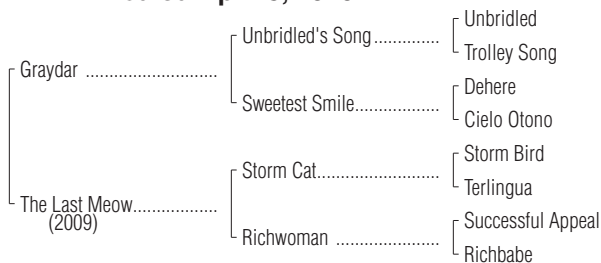 Unbridled
Unbridled's Song..............
Trolley Song
Graydar ............................
Dehere
Sweetest Smile..................
Cielo Otono
Storm Bird
Storm Cat..........................
Terlingua
The Last Meow..................
(2009)
Successful Appeal
Richwoman ......................
Richbabe